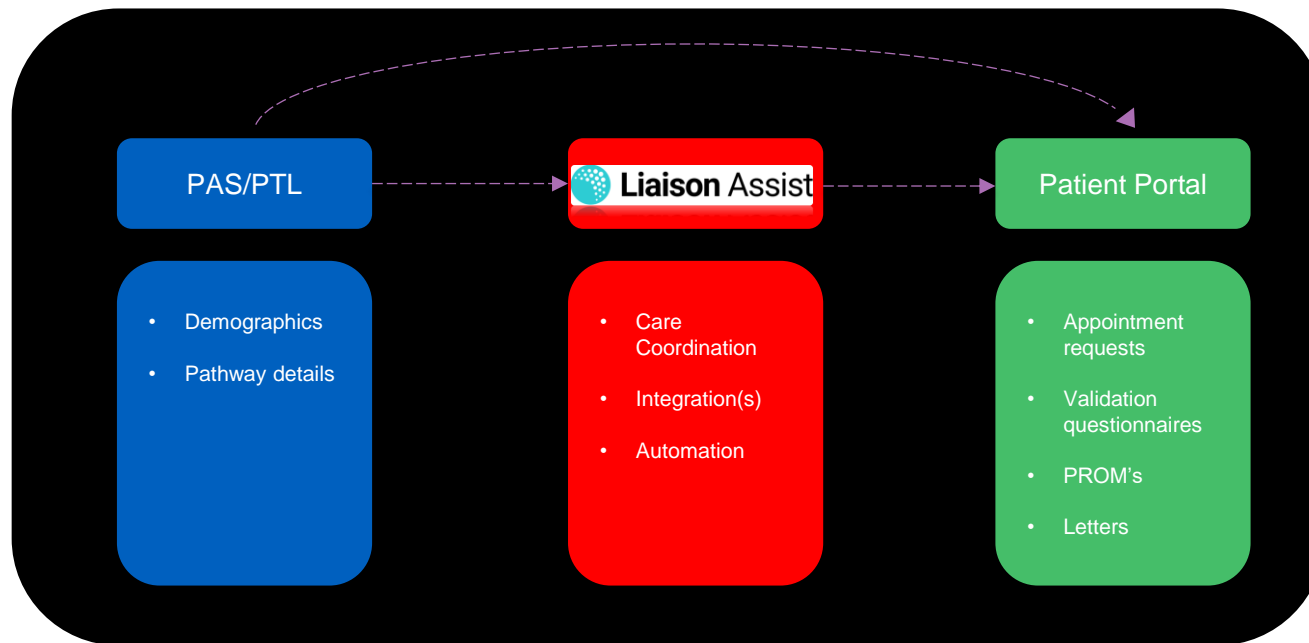 PAS/PTL
Liaison Assist
Patient Portal
• Demographics
• Pathway details
• Care
Coordination
• Integration(s)
• Automation
• Appointment
requests
• Validation
questionnaires
• PROM's
• Letters